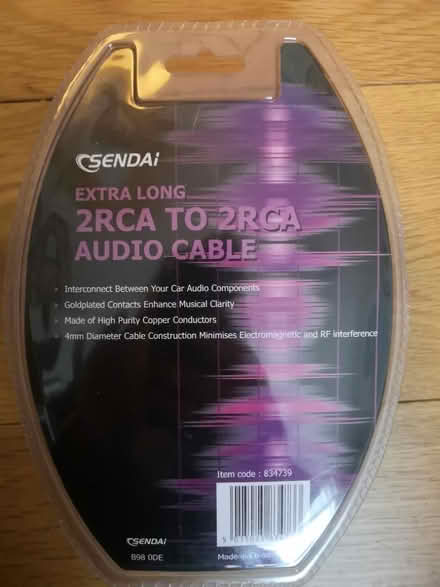 SENDAI
EXTRA LONG
2RCA TO 2RCA
AUDIO CABLE
Interconnect Between Your Car Audio Components
Goldplated Contacts Enhance Musical Clarity
Made of High Purity Copper Conductors
4mm Diameter Cable Construction Minimises Electromagnetic and RF interference
Item code : 834739
SENDAI
B98 0DE
Made